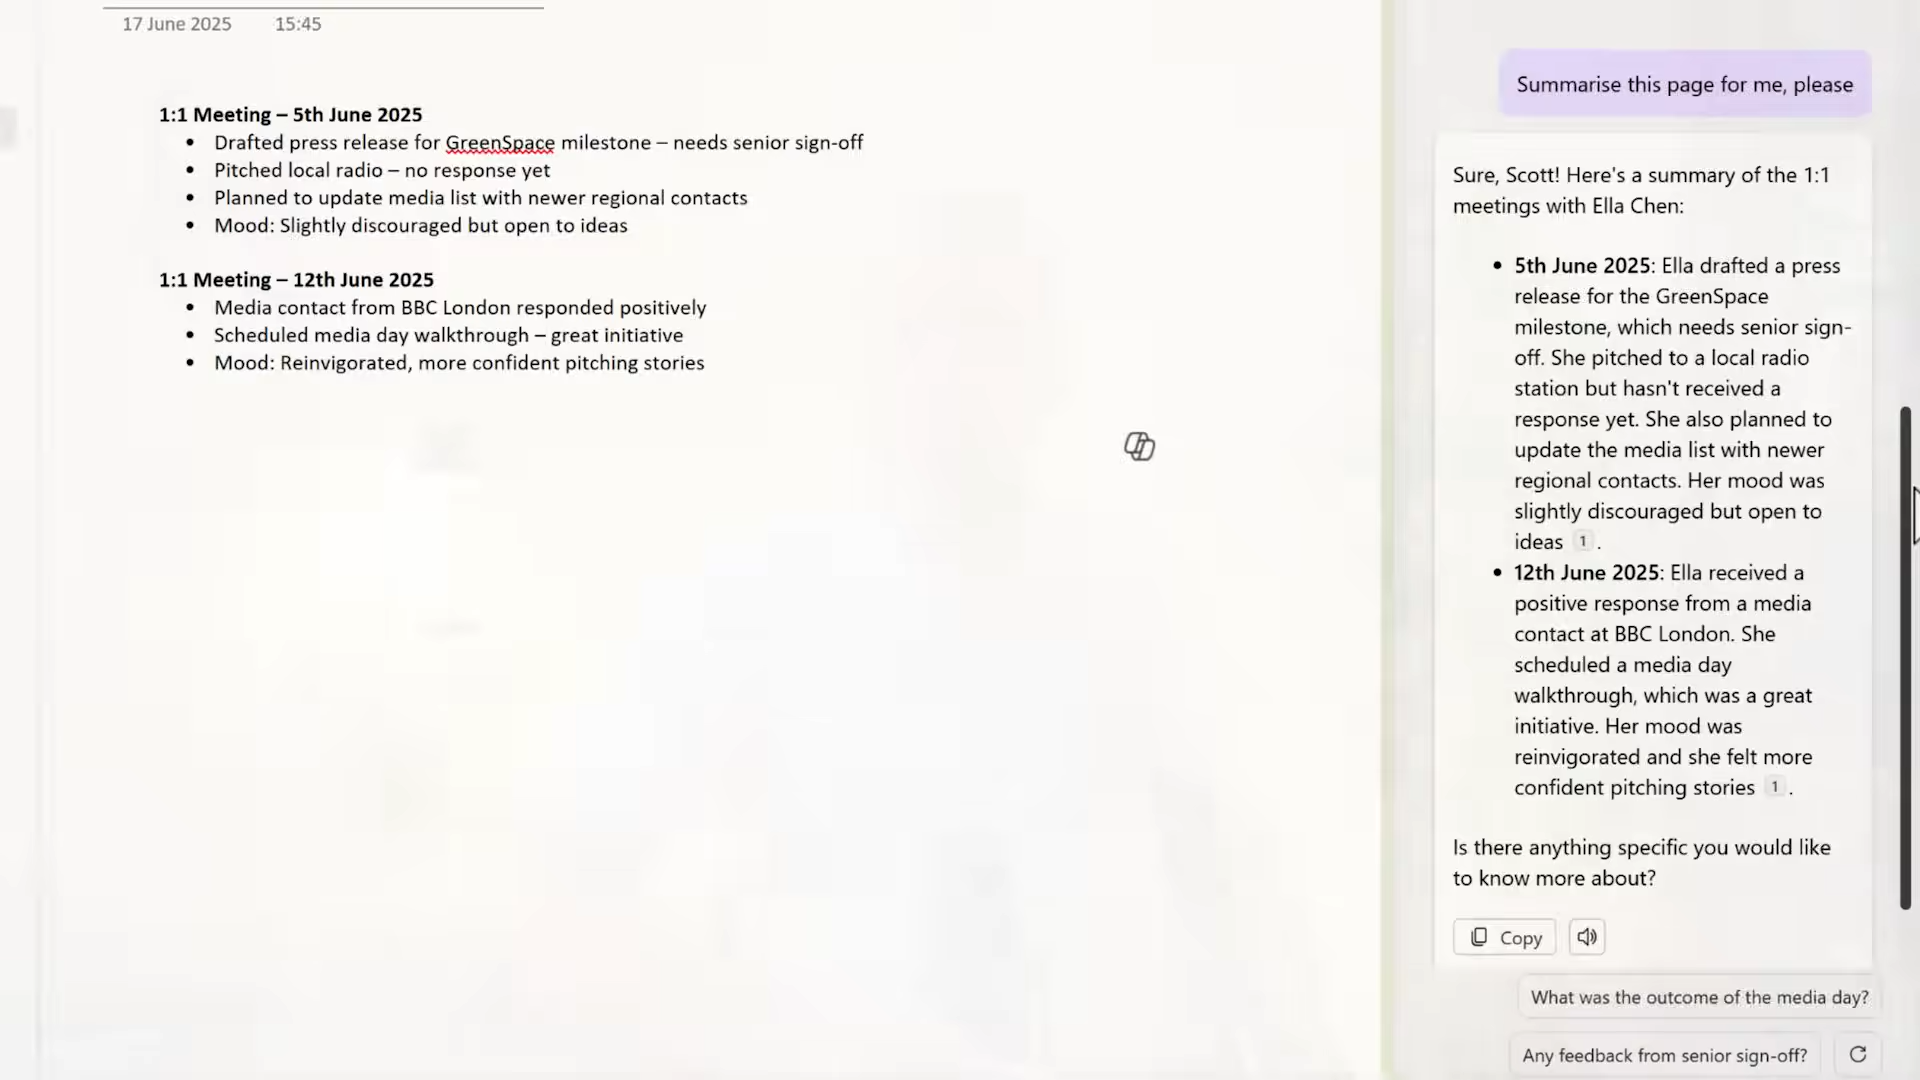 17 June 2025 15:45
1:1 Meeting – 5th June 2025
• Drafted press release for GreenSpace milestone – needs senior sign-off
• Pitched local radio – no response yet
• Planned to update media list with newer regional contacts
• Mood: Slightly discouraged but open to ideas
1:1 Meeting – 12th June 2025
• Media contact from BBC London responded positively
• Scheduled media day walkthrough – great initiative
• Mood: Reinvigorated, more confident pitching stories
Summarise this page for me, please
Sure, Scott! Here's a summary of the 1:1
meetings with Ella Chen:
• 5th June 2025: Ella drafted a press
release for the GreenSpace
milestone, which needs senior sign-
off. She pitched to a local radio
station but hasn't received a
response yet. She also planned to
update the media list with newer
regional contacts. Her mood was
slightly discouraged but open to
ideas 1 .
• 12th June 2025: Ella received a
positive response from a media
contact at BBC London. She
scheduled a media day
walkthrough, which was a great
initiative. Her mood was
reinvigorated and she felt more
confident pitching stories 1 .
Is there anything specific you would like
to know more about?
Copy
What was the outcome of the media day?
Any feedback from senior sign-off?